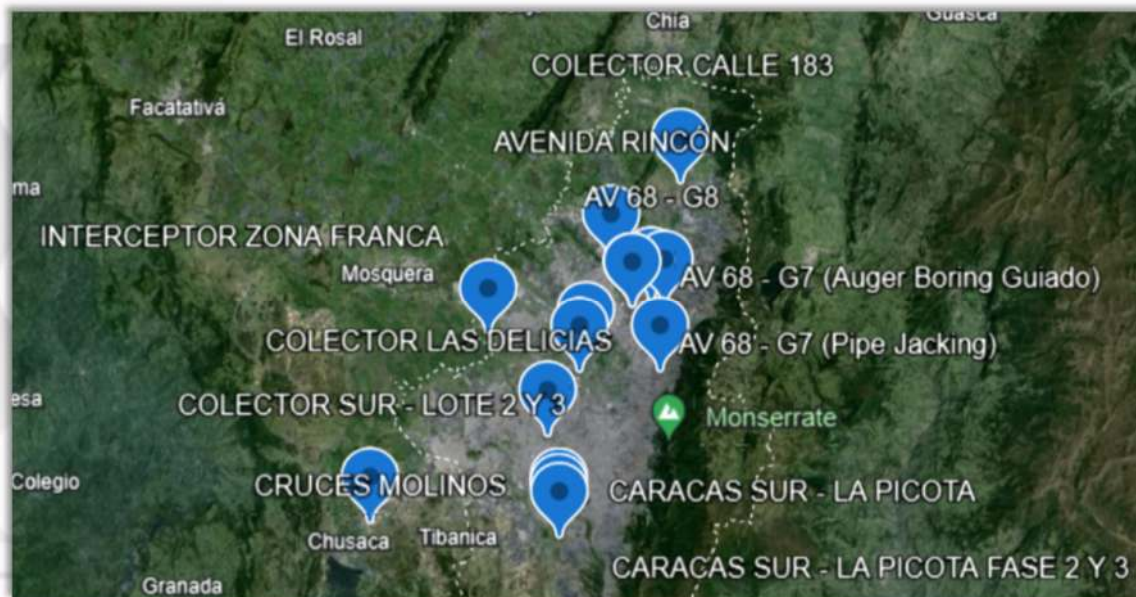 Chía
Guasca
El Rosal
COLECTOR CALLE 183
Facatativá
AVENIDA RINCÓN
ma
AV 68 - G8
INTERCEPTOR ZONA FRANCA
Mosquera
AV 68 - G7 (Auger Boring Guiado)
COLECTOR LAS DELICIAS
AV 68 - G7 (Pipe Jacking)
esa
COLECTOR SUR - LOTE 2 Y 3
Monserrate
Colegio
CRUCES MOLINOS
CARACAS SUR - LA PICOTA
Chusaca
Tibanica
CARACAS SUR - LA PICOTA FASE 2 Y 3
Granada